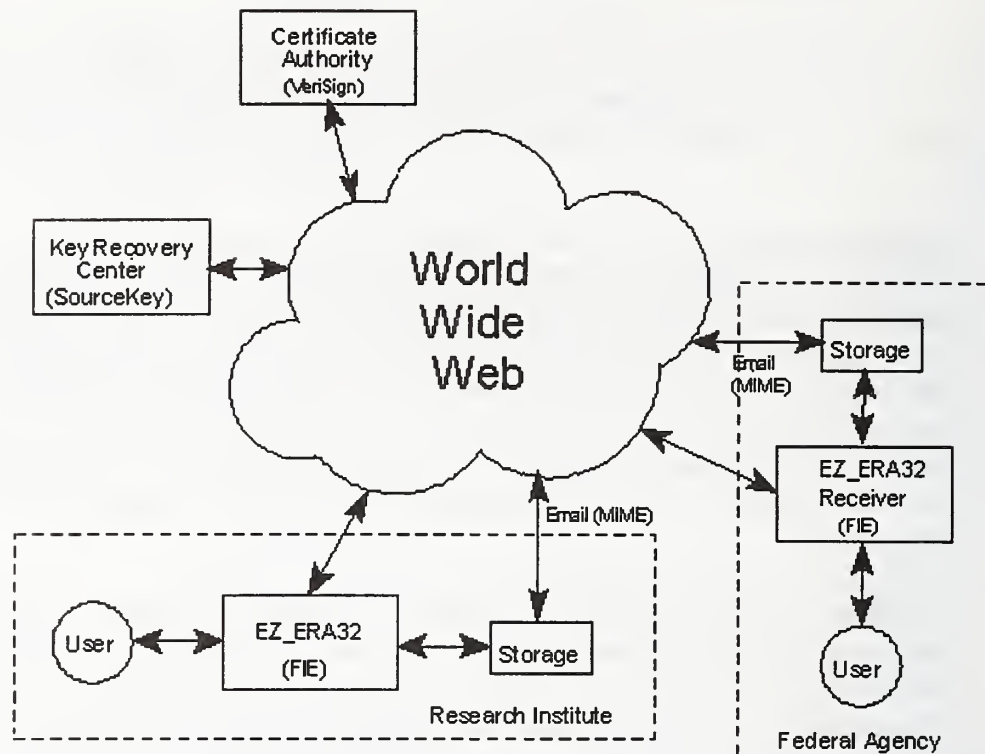 Certificate
Authority
(VeriSign)
Key Recovery
Center
(SourceKey)
World
Wide
Web
Email
(MIME)
Storage
EZ_ERA32
Receiver
(FIE)
User
Federal Agency
Email (MIME)
User
EZ_ERA32
(FIE)
Storage
Research Institute